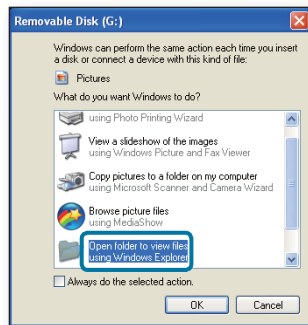 Removable Disk (G:)
Windows can perform the same action each time you insert
a disk or connect a device with this kind of file:
Pictures
What do you want Windows to do?
using Photo Printing Wizard
View a slideshow of the images
using Windows Picture and Fax Viewer
Copy pictures to a folder on my computer
using Microsoft Scanner and Camera Wizard
Browse picture files
using MediaShow
Open folder to view files
using Windows Explorer
Always do the selected action.
OK
Cancel